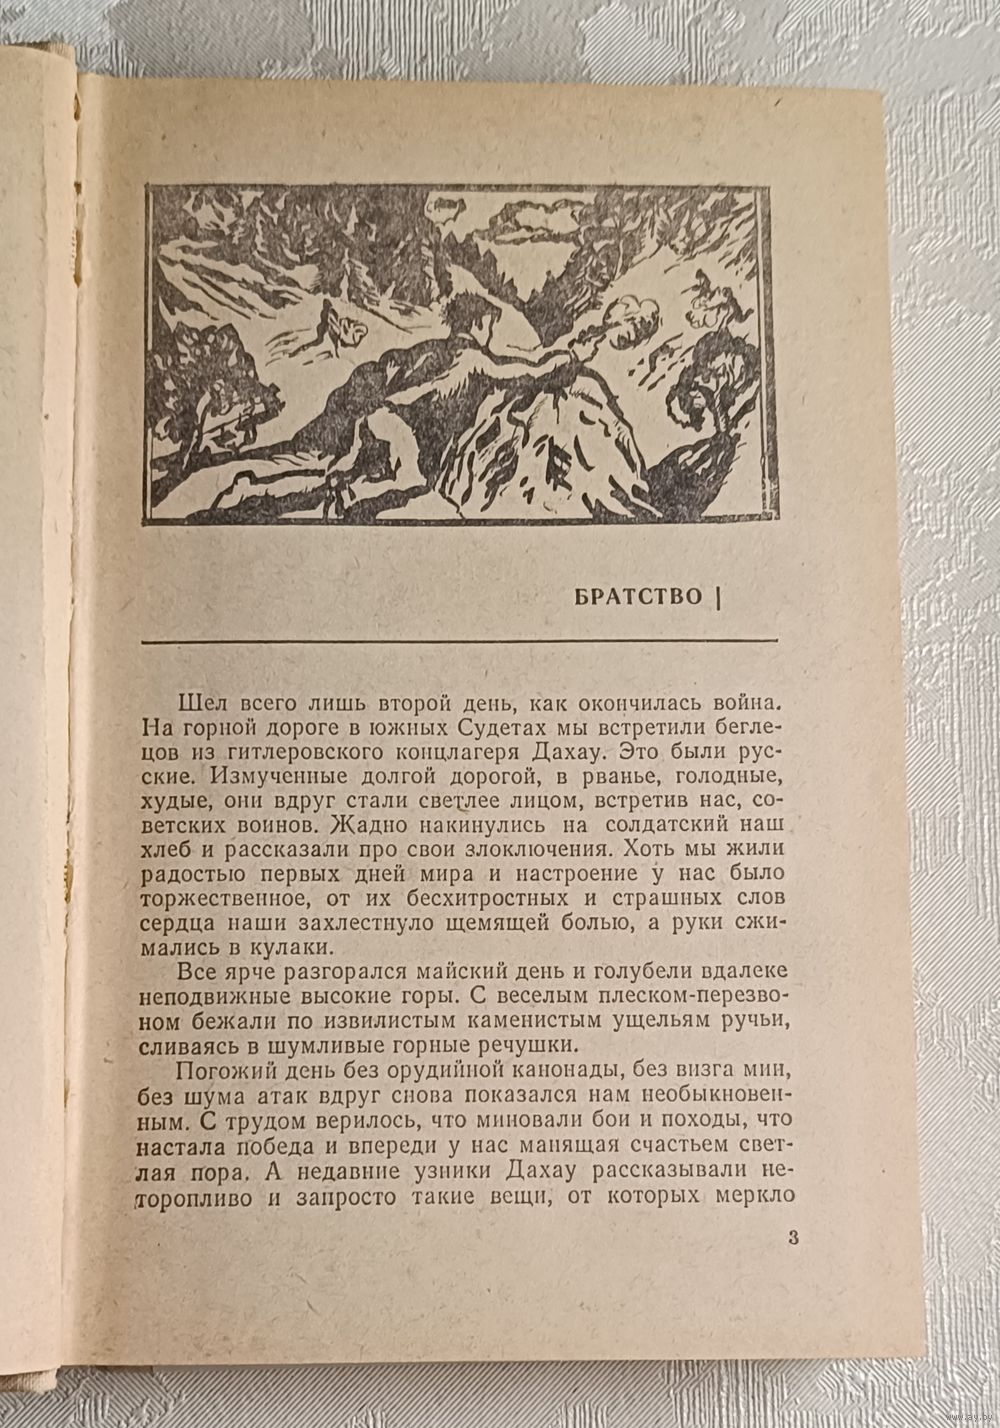 БРАТСТВО |
Шел всего лишь второй день, как окончилась война.
На горной дороге в южных Судетах мы встретили бегле-
цов из гитлеровского концлагеря Дахау. Это были рус-
ские. Измученные долгой дорогой, в рванье, голодные,
худые, они вдруг стали светлее лицом, встретив нас, со-
ветских воинов. Жадно накинулись на солдатский наш
хлеб и рассказали про свои злоключения. Хоть мы жили
радостью первых дней мира и настроение у нас было
торжественное, от их бесхитростных и страшных слов
сердца наши захлестнуло щемящей болью, а руки сжи-
мались в кулаки.
Все ярче разгорался майский день и голубели вдалеке
неподвижные высокие горы. С веселым плеском-перезво-
ном бежали по извилистым каменистым ущельям ручьи,
сливаясь в шумливые горные речушки.
Погожий день без орудийной канонады, без визга мин,
без шума атак вдруг снова показался нам необыкновен-
ным. С трудом верилось, что миновали бои и походы, что
настала победа и впереди у нас манящая счастьем свет-
лая пора. А недавние узники Дахау рассказывали не-
торопливо и запросто такие вещи, от которых меркло
3
www.ay.by